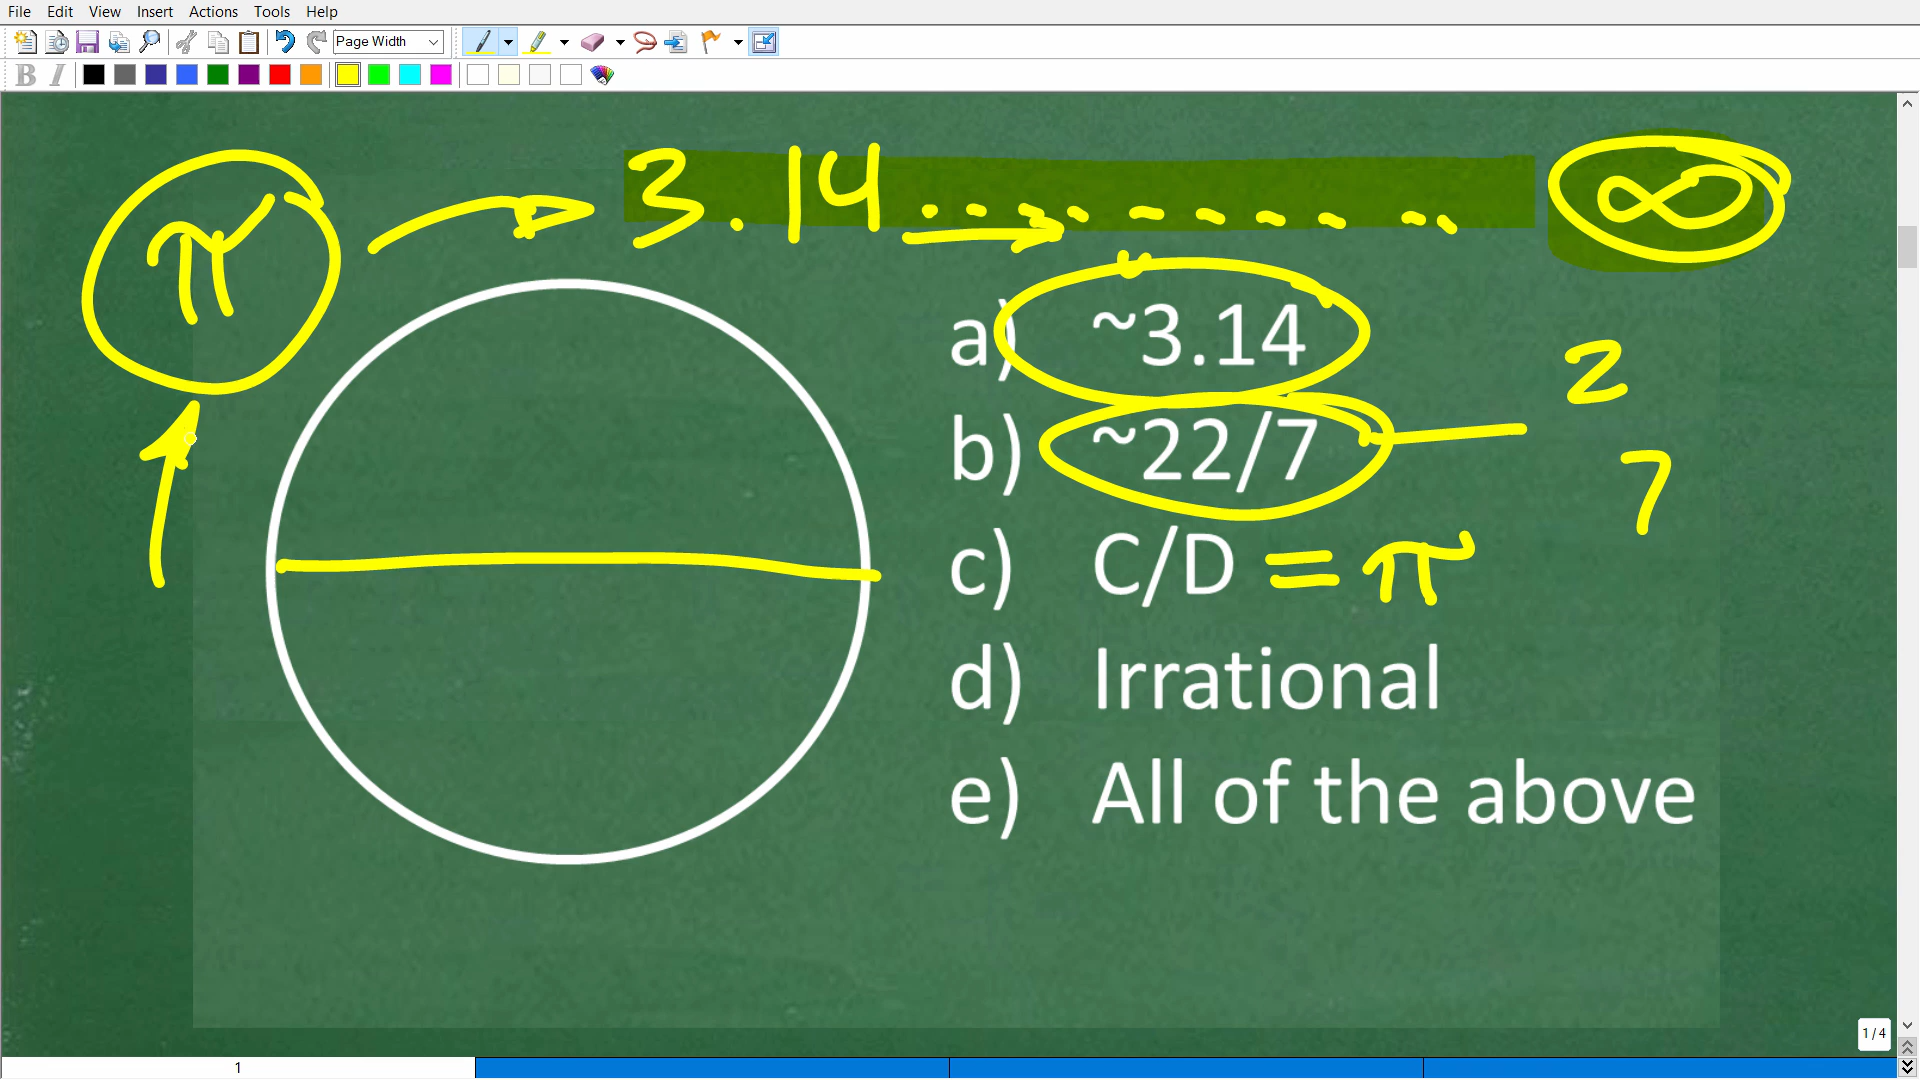 File Edit View Insert Actions Tools Help
Page Width
B I
π 3.14.......... ∞
a) ~3.14
2
b) ~22/7
7
c) C/D = π
d) Irrational
e) All of the above
1/4
1